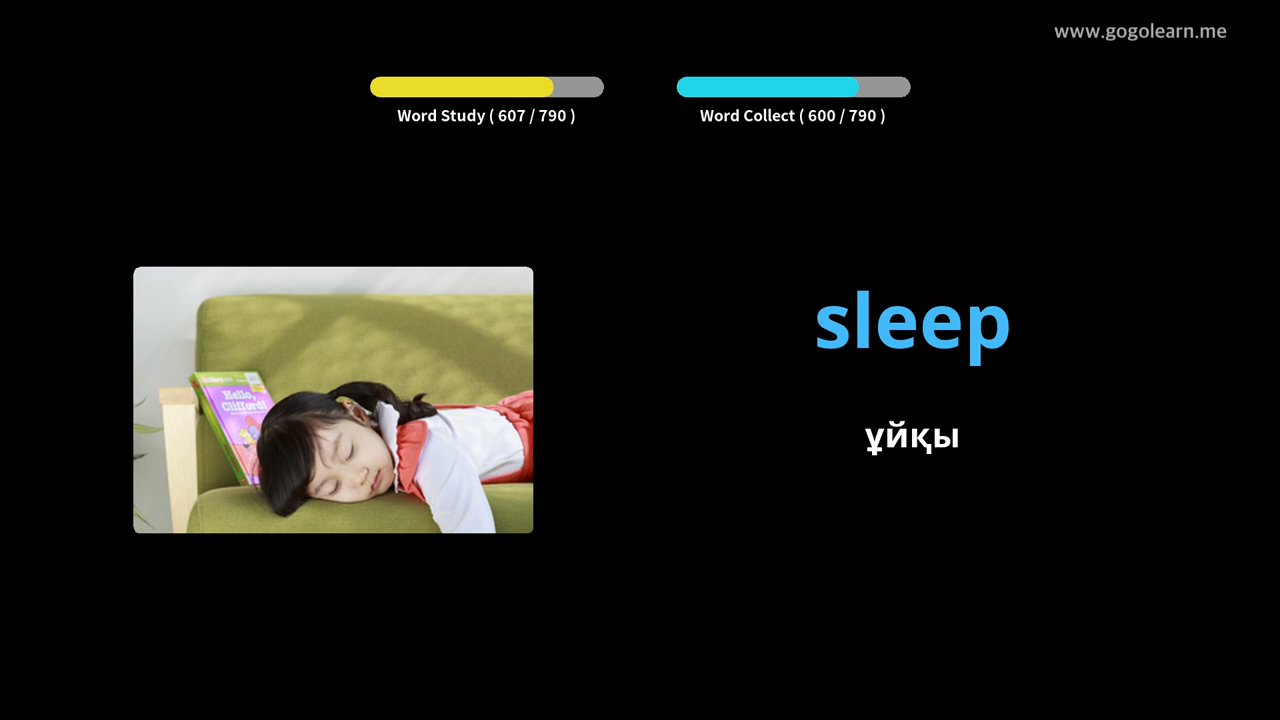 www.gogolearn.me
Word Study ( 607 / 790 )
Word Collect ( 600 / 790 )
sleep
ұйқы
Hello,
Clifford!